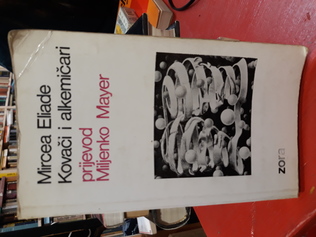 Mircea Eliade
Kovači i alkemičari
prijevod
Miljenko Mayer
zora